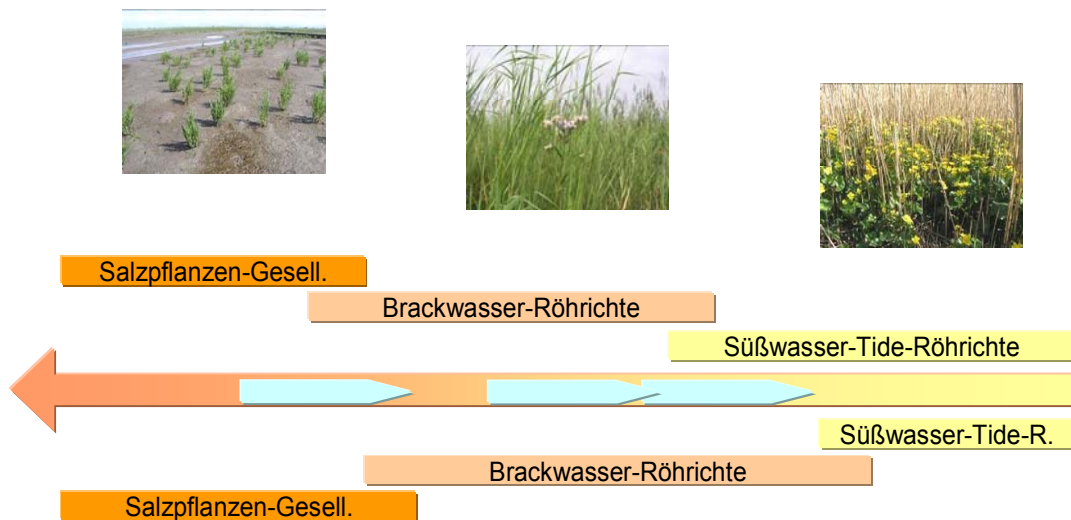 Salzpflanzen-Gesell.
Brackwasser-Röhrichte
Süßwasser-Tide-Röhrichte
Süßwasser-Tide-R.
Brackwasser-Röhrichte
Salzpflanzen-Gesell.